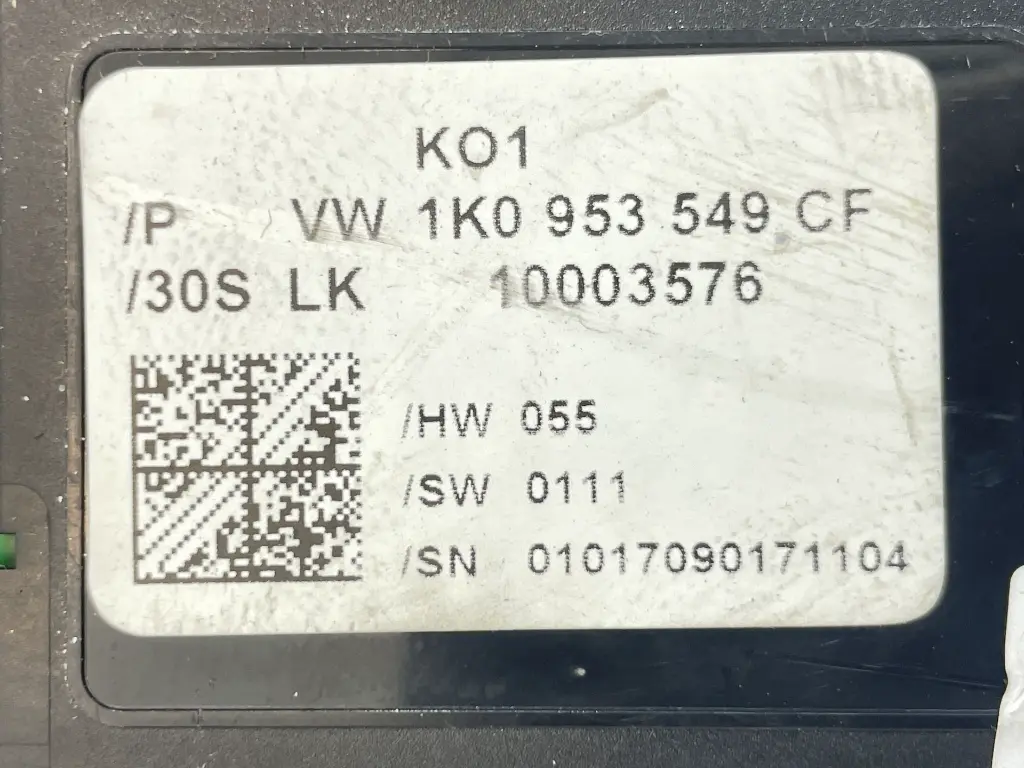 KO1
/P VW 1K0 953 549 CF
/30S LK 10003576
/HW 055
/SW 0111
/SN 01017090171104